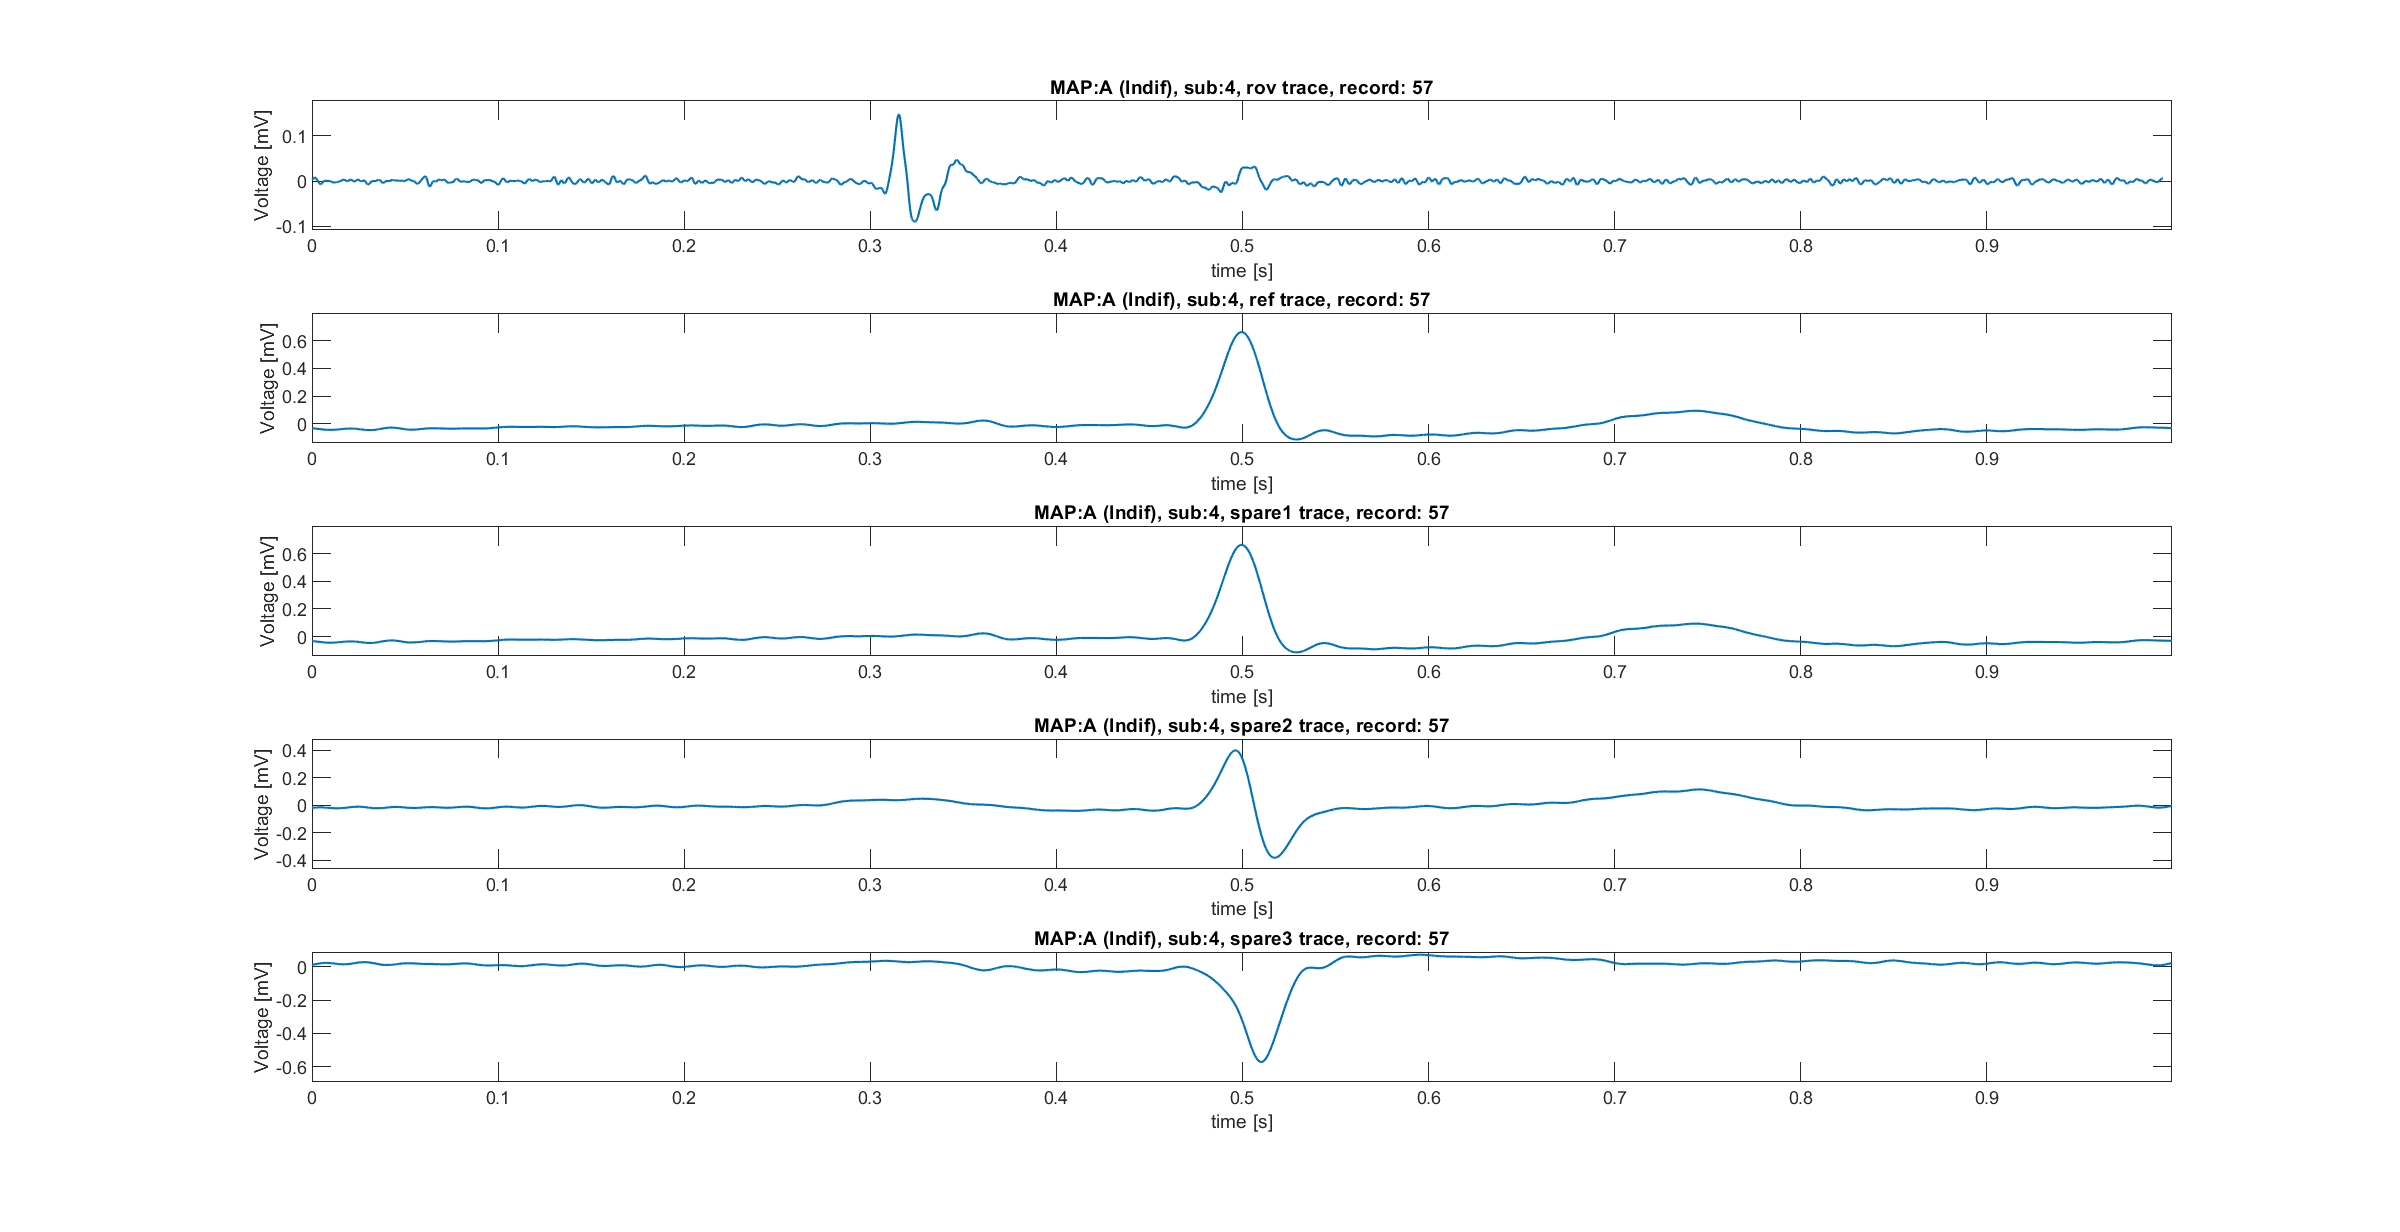 MAP:A (Indif), sub:4, rov trace, record: 57
Voltage [mV]
0.1
0
-0.1
0 0.1 0.2 0.3 0.4 0.5 0.6 0.7 0.8 0.9
time [s]
MAP:A (Indif), sub:4, ref trace, record: 57
Voltage [mV]
0.6
0.4
0.2
0
0 0.1 0.2 0.3 0.4 0.5 0.6 0.7 0.8 0.9
time [s]
MAP:A (Indif), sub:4, spare1 trace, record: 57
Voltage [mV]
0.6
0.4
0.2
0
0 0.1 0.2 0.3 0.4 0.5 0.6 0.7 0.8 0.9
time [s]
MAP:A (Indif), sub:4, spare2 trace, record: 57
Voltage [mV]
0.4
0.2
0
-0.2
-0.4
0 0.1 0.2 0.3 0.4 0.5 0.6 0.7 0.8 0.9
time [s]
MAP:A (Indif), sub:4, spare3 trace, record: 57
Voltage [mV]
0
-0.2
-0.4
-0.6
0 0.1 0.2 0.3 0.4 0.5 0.6 0.7 0.8 0.9
time [s]